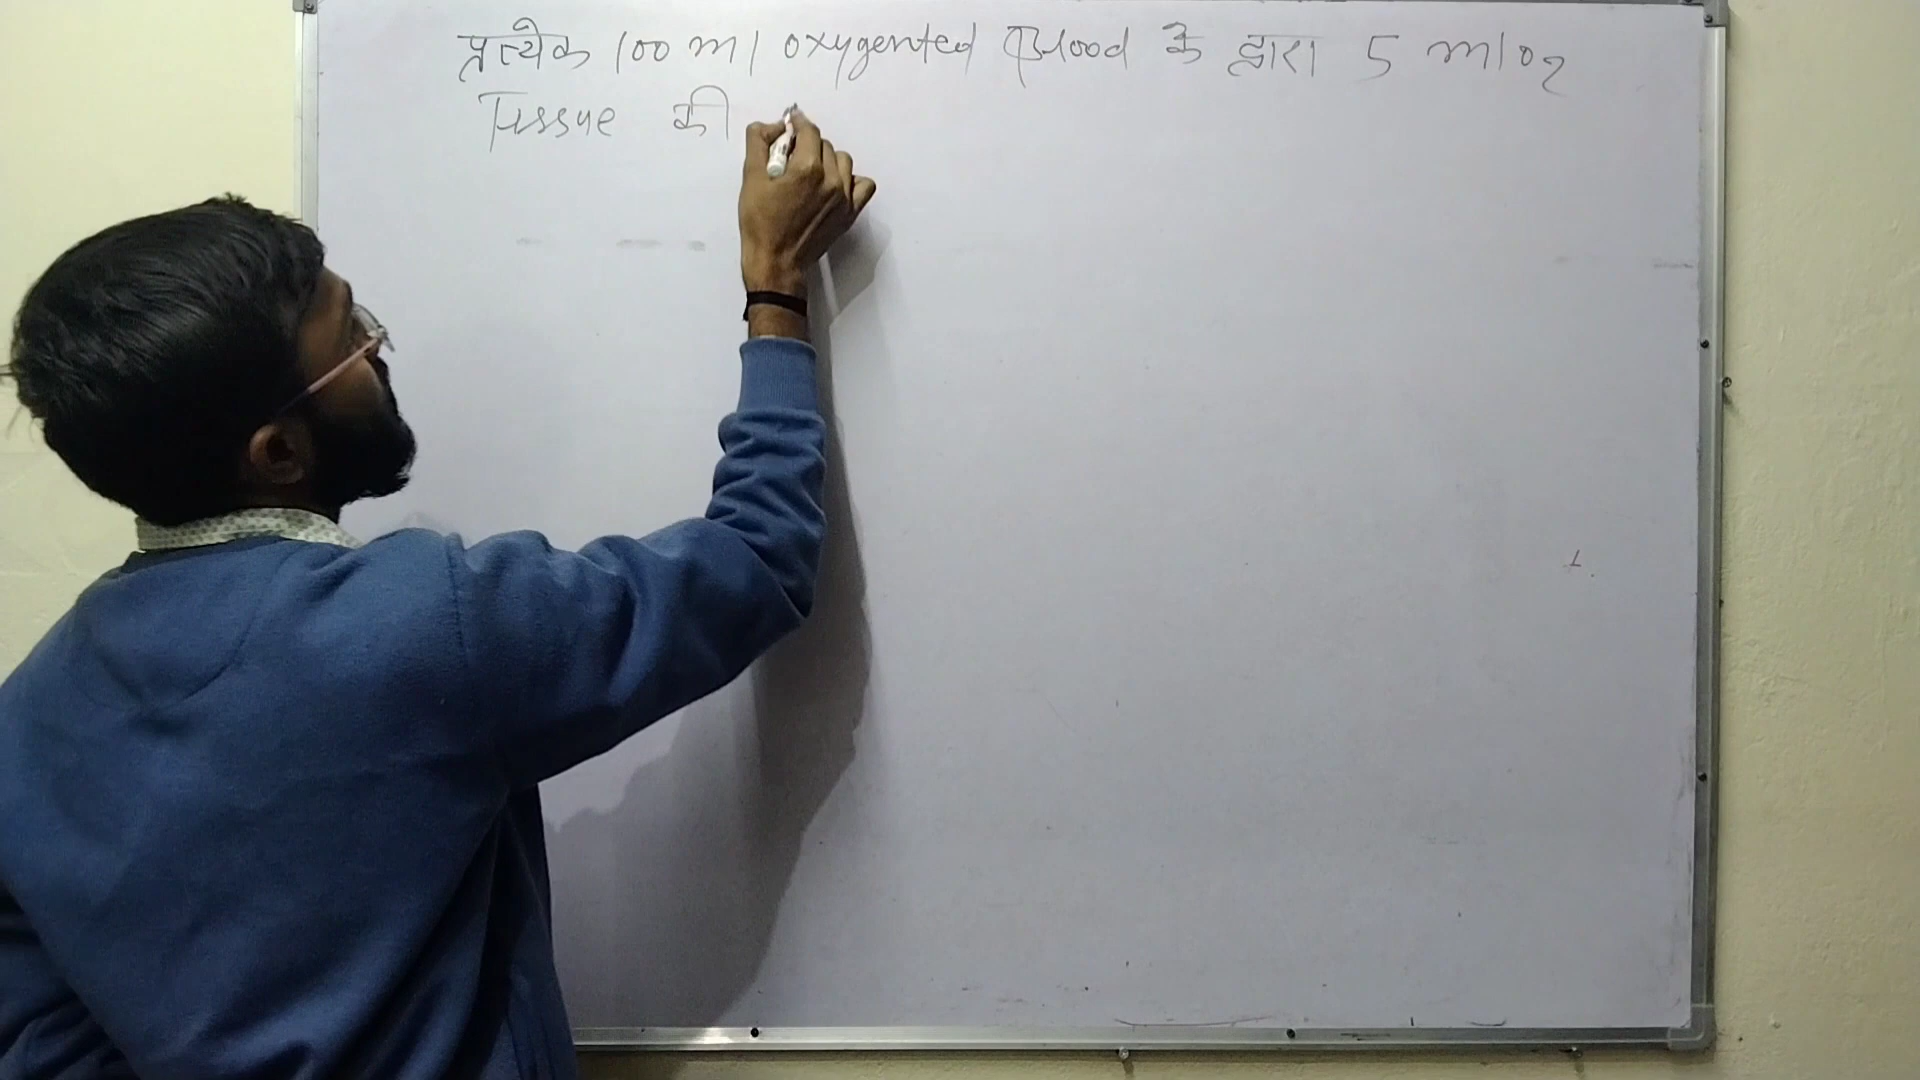 प्रत्येक 100 ml oxygented Blood के द्वारा 5 ml O2
Tissue की